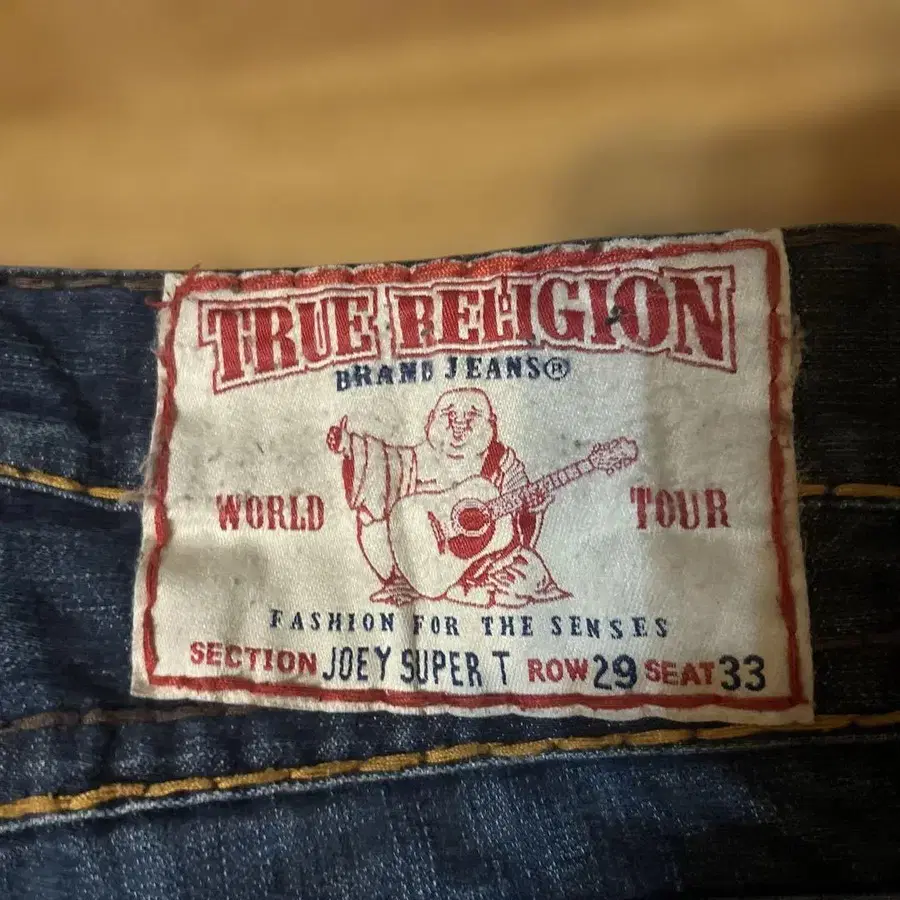 TRUE RELIGION
BRAND JEANS®
WORLD TOUR
FASHION FOR THE SENSES
SECTION JOEY SUPER T ROW 29 SEAT 33